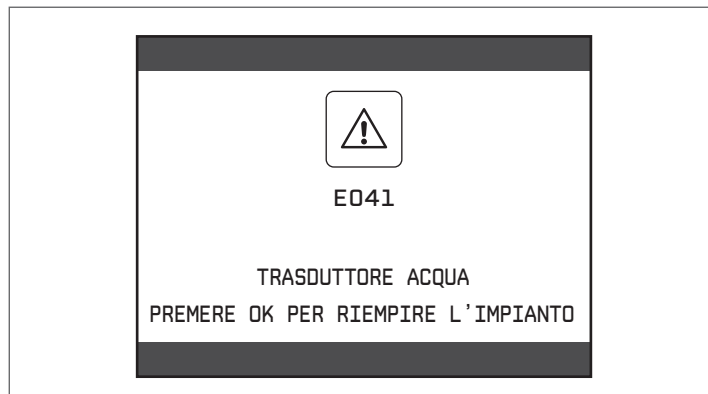 E041
TRASDUTTORE ACQUA
PREMERE OK PER RIEMPIRE L'IMPIANTO